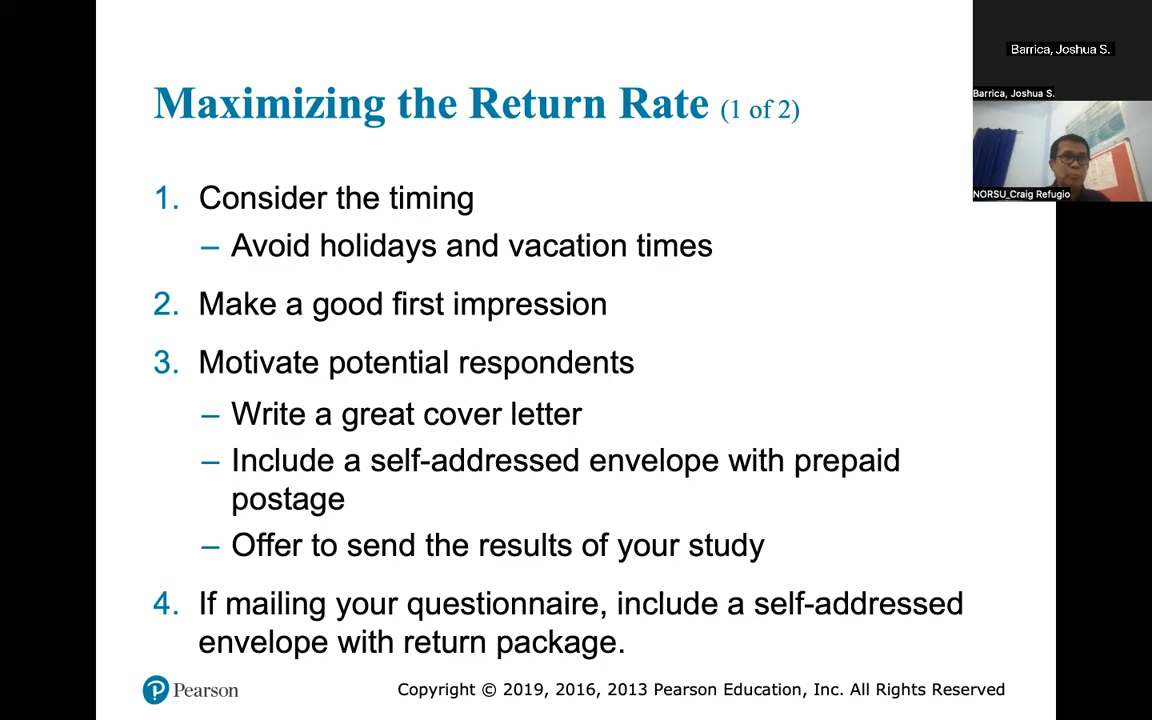 Maximizing the Return Rate (1 of 2)
1. Consider the timing
– Avoid holidays and vacation times
2. Make a good first impression
3. Motivate potential respondents
– Write a great cover letter
– Include a self-addressed envelope with prepaid
postage
– Offer to send the results of your study
4. If mailing your questionnaire, include a self-addressed
envelope with return package.
Pearson
Copyright © 2019, 2016, 2013 Pearson Education, Inc. All Rights Reserved
Barrica, Joshua S.
Barrica, Joshua S.
NORSU_Craig Refugio